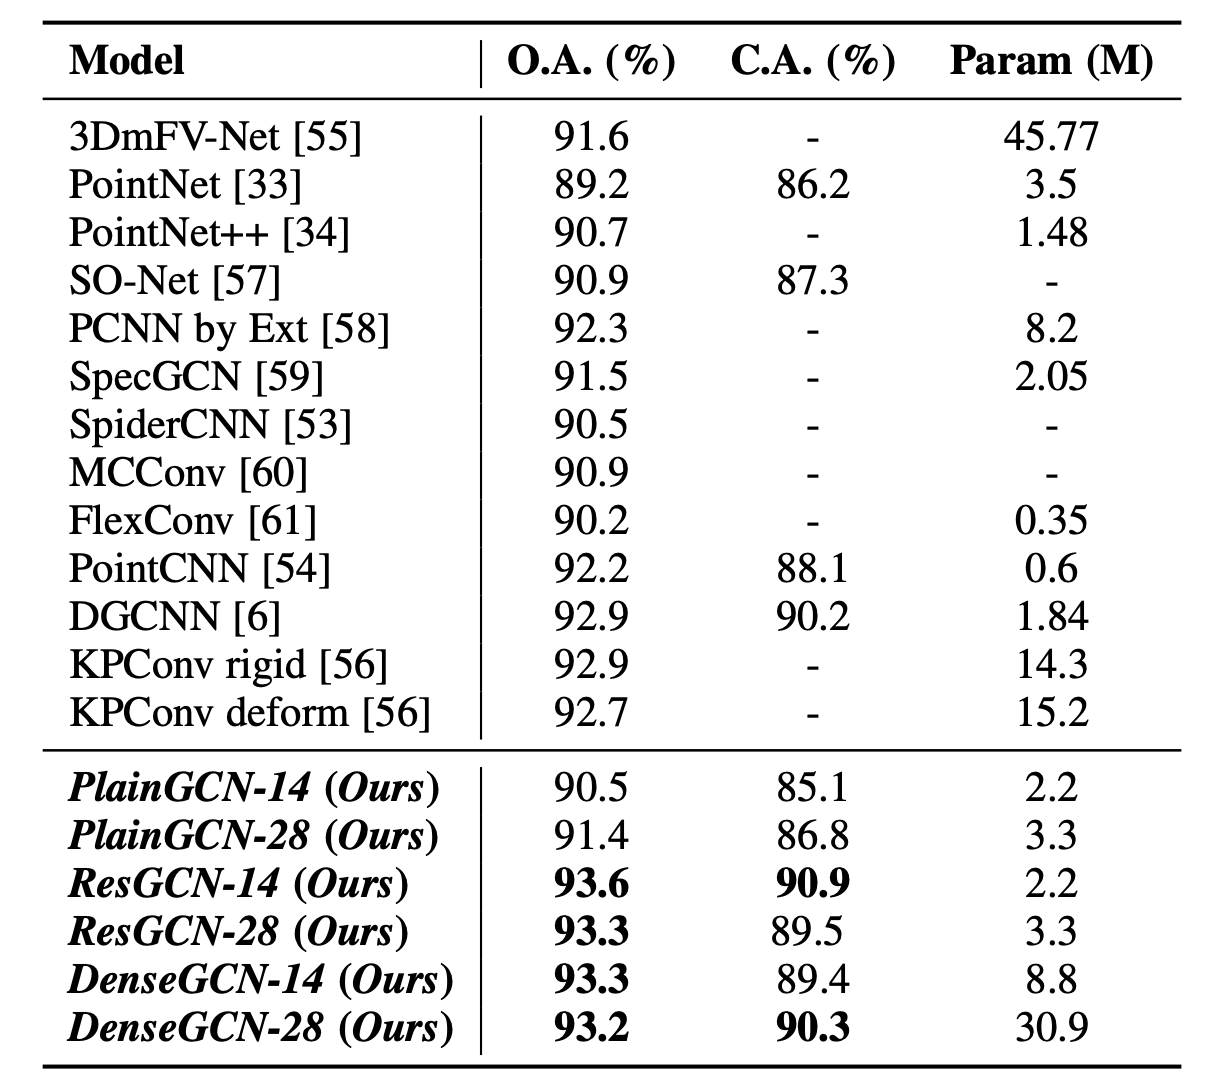 Model O.A. (%) C.A. (%) Param (M)
3DmFV-Net [55] 91.6 - 45.77
PointNet [33] 89.2 86.2 3.5
PointNet++ [34] 90.7 - 1.48
SO-Net [57] 90.9 87.3 -
PCNN by Ext [58] 92.3 - 8.2
SpecGCN [59] 91.5 - 2.05
SpiderCNN [53] 90.5 - -
MCConv [60] 90.9 - -
FlexConv [61] 90.2 - 0.35
PointCNN [54] 92.2 88.1 0.6
DGCNN [6] 92.9 90.2 1.84
KPConv rigid [56] 92.9 - 14.3
KPConv deform [56] 92.7 - 15.2
PlainGCN-14 (Ours) 90.5 85.1 2.2
PlainGCN-28 (Ours) 91.4 86.8 3.3
ResGCN-14 (Ours) 93.6 90.9 2.2
ResGCN-28 (Ours) 93.3 89.5 3.3
DenseGCN-14 (Ours) 93.3 89.4 8.8
DenseGCN-28 (Ours) 93.2 90.3 30.9